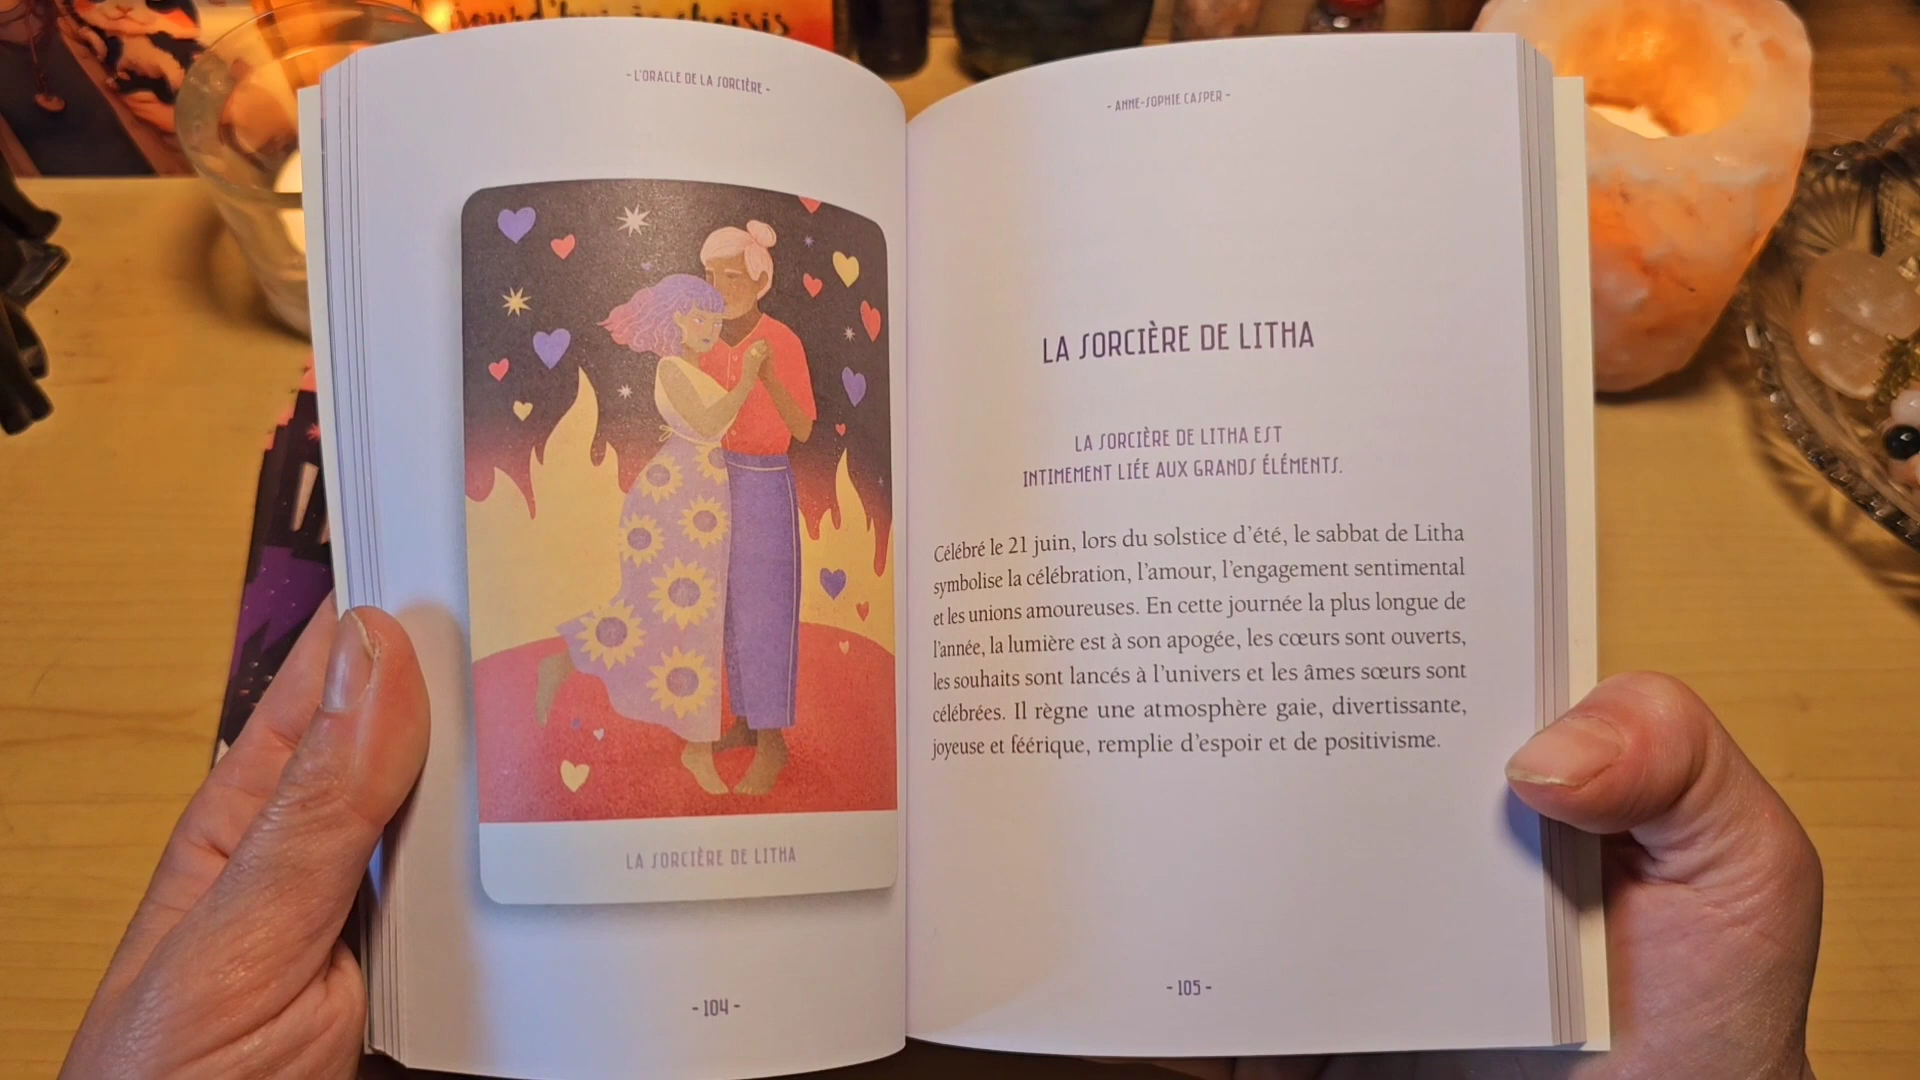 - L'ORACLE DE LA SORCIÈRE -
LA SORCIÈRE DE LITHA
- 104 -
- ANNE-SOPHIE CASPER -
LA SORCIÈRE DE LITHA
LA SORCIÈRE DE LITHA EST
INTIMEMENT LIÉE AUX GRANDS ÉLÉMENTS.
Célébré le 21 juin, lors du solstice d'été, le sabbat de Litha
symbolise la célébration, l'amour, l'engagement sentimental
et les unions amoureuses. En cette journée la plus longue de
l'année, la lumière est à son apogée, les cœurs sont ouverts,
les souhaits sont lancés à l'univers et les âmes sœurs sont
célébrées. Il règne une atmosphère gaie, divertissante,
joyeuse et féérique, remplie d'espoir et de positivisme.
- 105 -